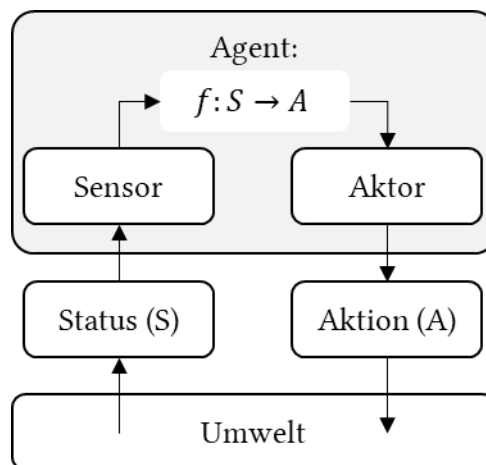 Agent:
f: S → A
Sensor
Aktor
Status (S)
Aktion (A)
Umwelt